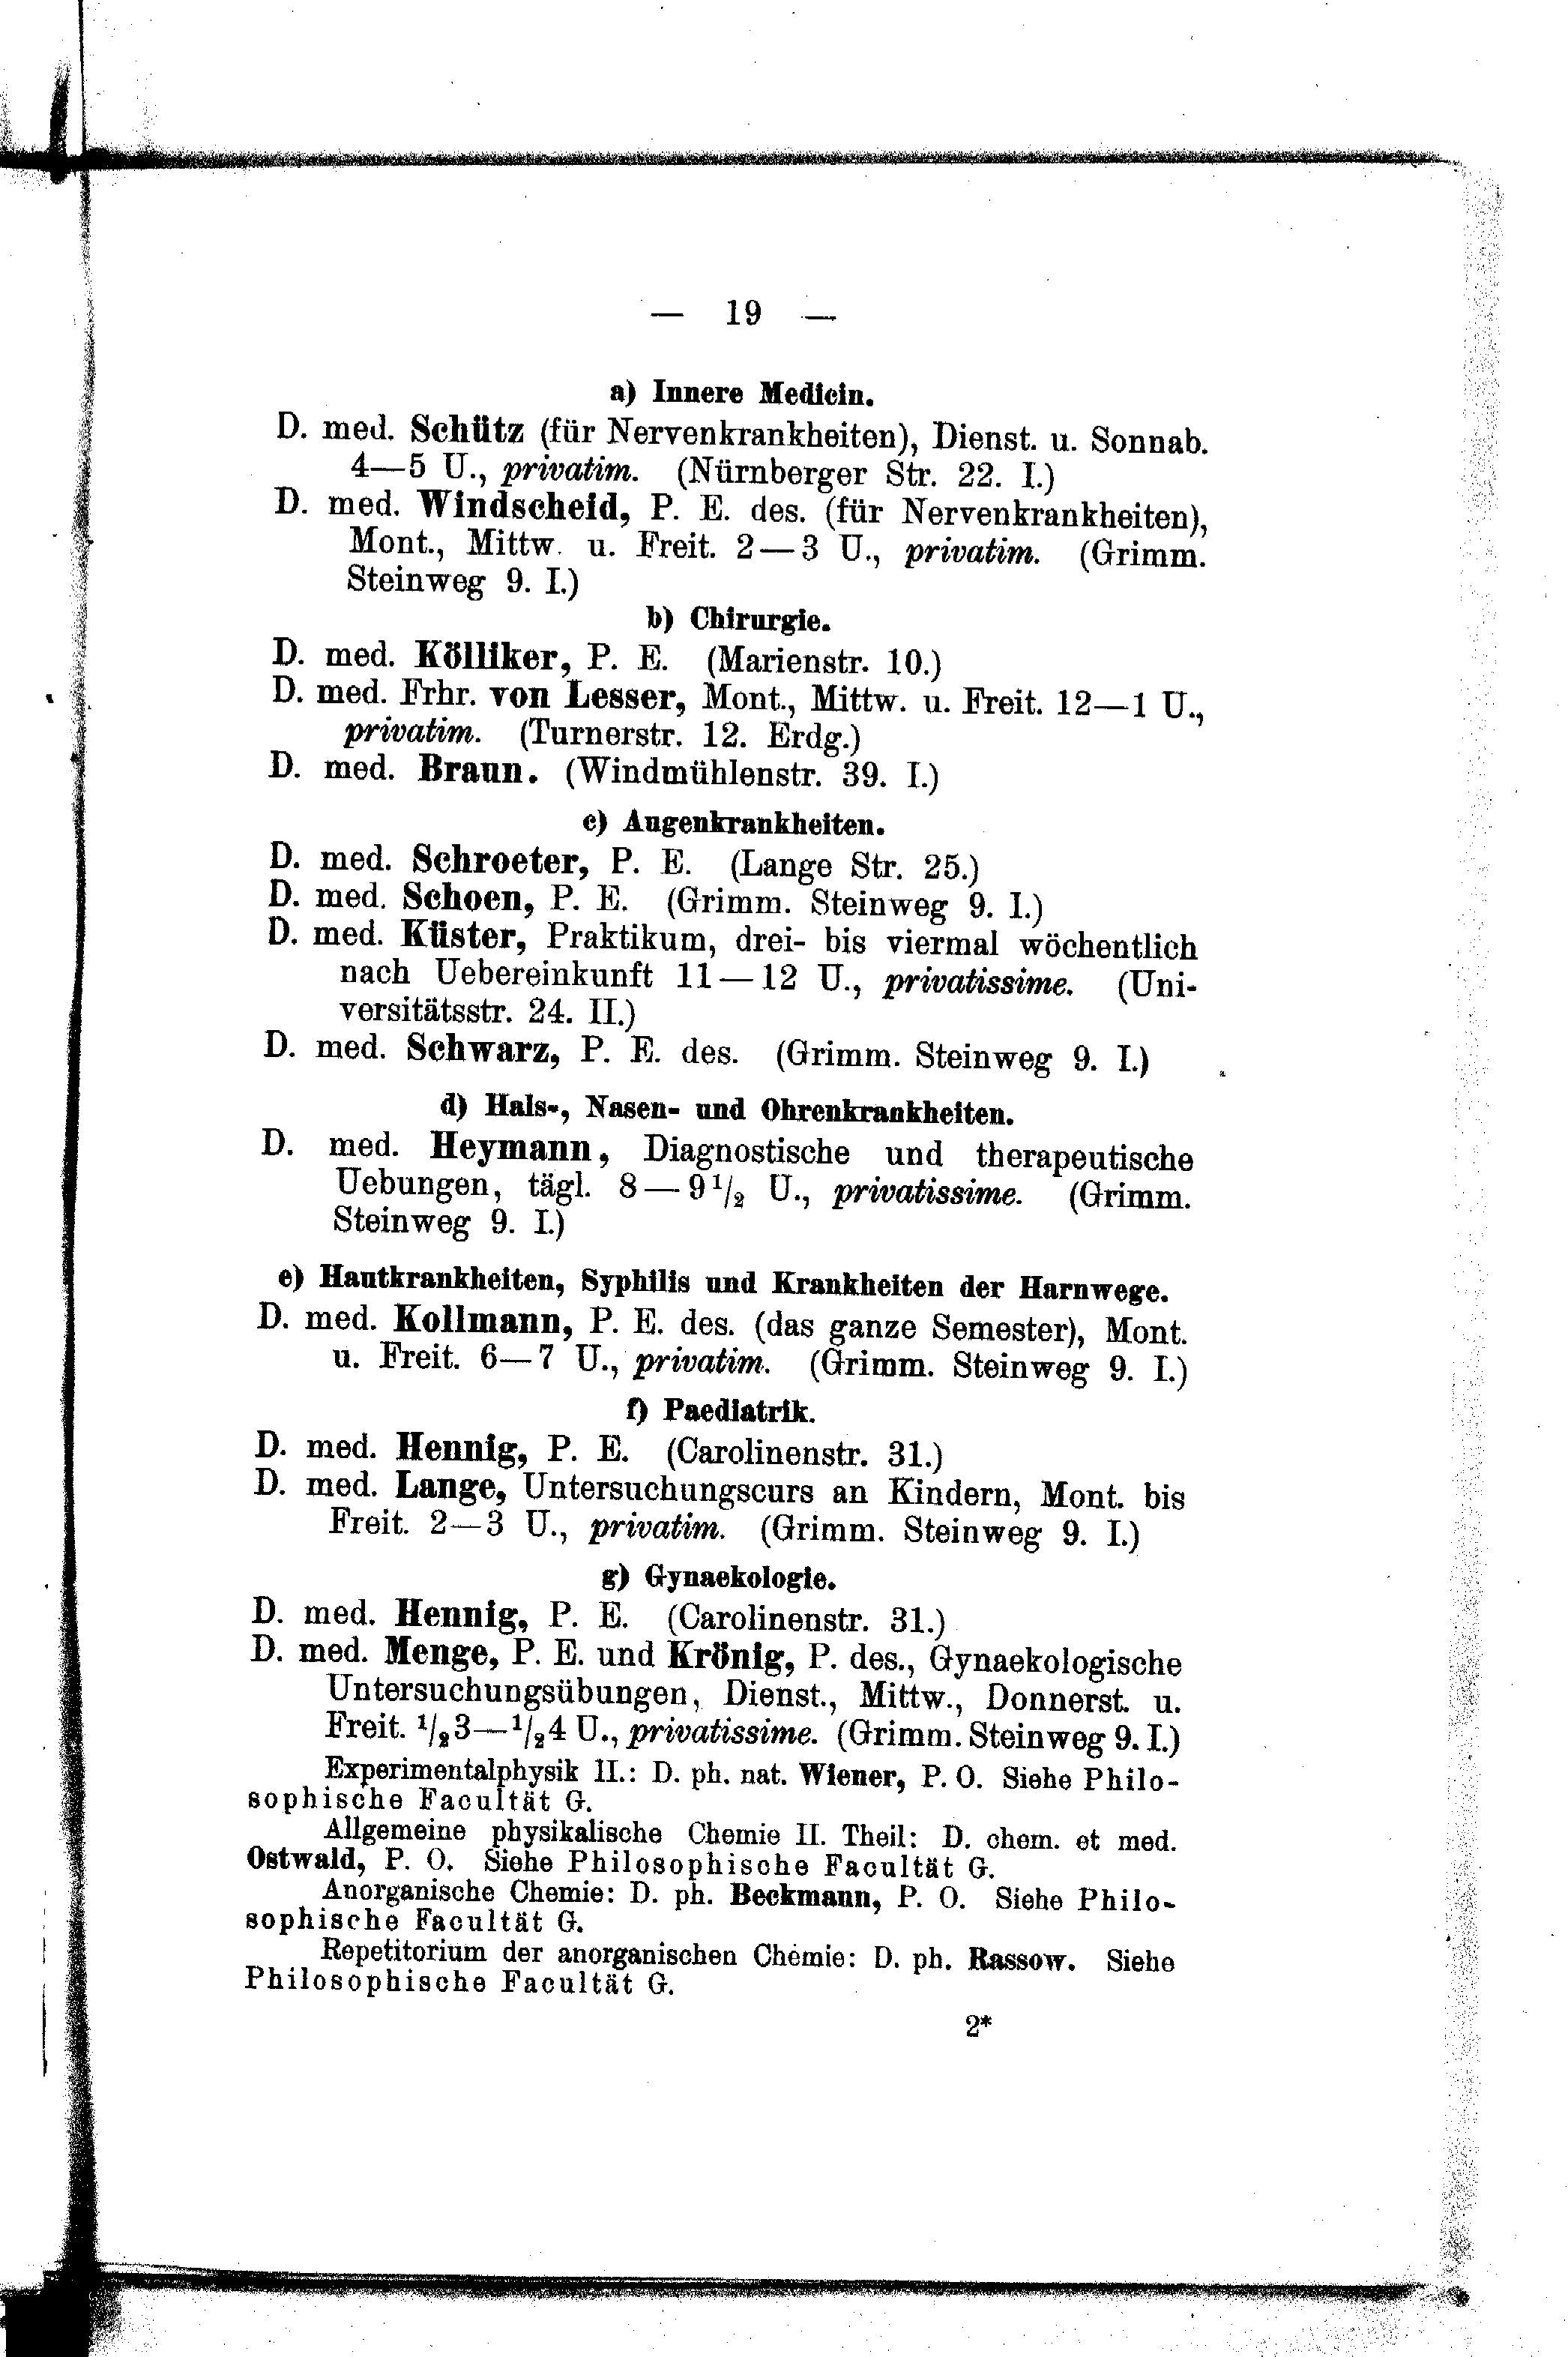 — 19 —
a) Innere Medicin.
D. med. Schütz (für Nervenkrankheiten), Dienst. u. Sonnab.
4—5 U., privatim. (Nürnberger Str. 22. I.)
D. med. Windscheid, P. E. des. (für Nervenkrankheiten),
Mont., Mittw. u. Freit. 2—3 U., privatim. (Grimm.
Steinweg 9. I.)
b) Chirurgie.
D. med. Kölliker, P. E. (Marienstr. 10.)
D. med. Frhr. von Lesser, Mont., Mittw. u. Freit. 12—1 U.,
privatim. (Turnerstr. 12. Erdg.)
D. med. Braun. (Windmühlenstr. 39. I.)
c) Augenkrankheiten.
D. med. Schroeter, P. E. (Lange Str. 25.)
D. med. Schoen, P. E. (Grimm. Steinweg 9. I.)
D. med. Küster, Praktikum, drei- bis viermal wöchentlich
nach Uebereinkunft 11—12 U., privatissime. (Uni-
versitätsstr. 24. II.)
D. med. Schwarz, P. E. des. (Grimm. Steinweg 9. I.)
d) Hals-, Nasen- und Ohrenkrankheiten.
D. med. Heymann, Diagnostische und therapeutische
Uebungen, tägl. 8—9 1/2 U., privatissime. (Grimm.
Steinweg 9. I.)
e) Hautkrankheiten, Syphilis und Krankheiten der Harnwege.
D. med. Kollmann, P. E. des. (das ganze Semester), Mont.
u. Freit. 6—7 U., privatim. (Grimm. Steinweg 9. I.)
f) Paediatrik.
D. med. Hennig, P. E. (Carolinenstr. 31.)
D. med. Lange, Untersuchungscurs an Kindern, Mont. bis
Freit. 2—3 U., privatim. (Grimm. Steinweg 9. I.)
g) Gynaekologie.
D. med. Hennig, P. E. (Carolinenstr. 31.)
D. med. Menge, P. E. und Krönig, P. des., Gynaekologische
Untersuchungsübungen, Dienst., Mittw., Donnerst. u.
Freit. 1/2 3—1/2 4 U., privatissime. (Grimm. Steinweg 9. I.)
Experimentalphysik II.: D. ph. nat. Wiener, P. O. Siehe Philo-
sophische Facultät G.
Allgemeine physikalische Chemie II. Theil: D. chem. et med.
Ostwald, P. O. Siehe Philosophische Facultät G.
Anorganische Chemie: D. ph. Beckmann, P. O. Siehe Philo-
sophische Facultät G.
Repetitorium der anorganischen Chemie: D. ph. Rassow. Siehe
Philosophische Facultät G.
2*